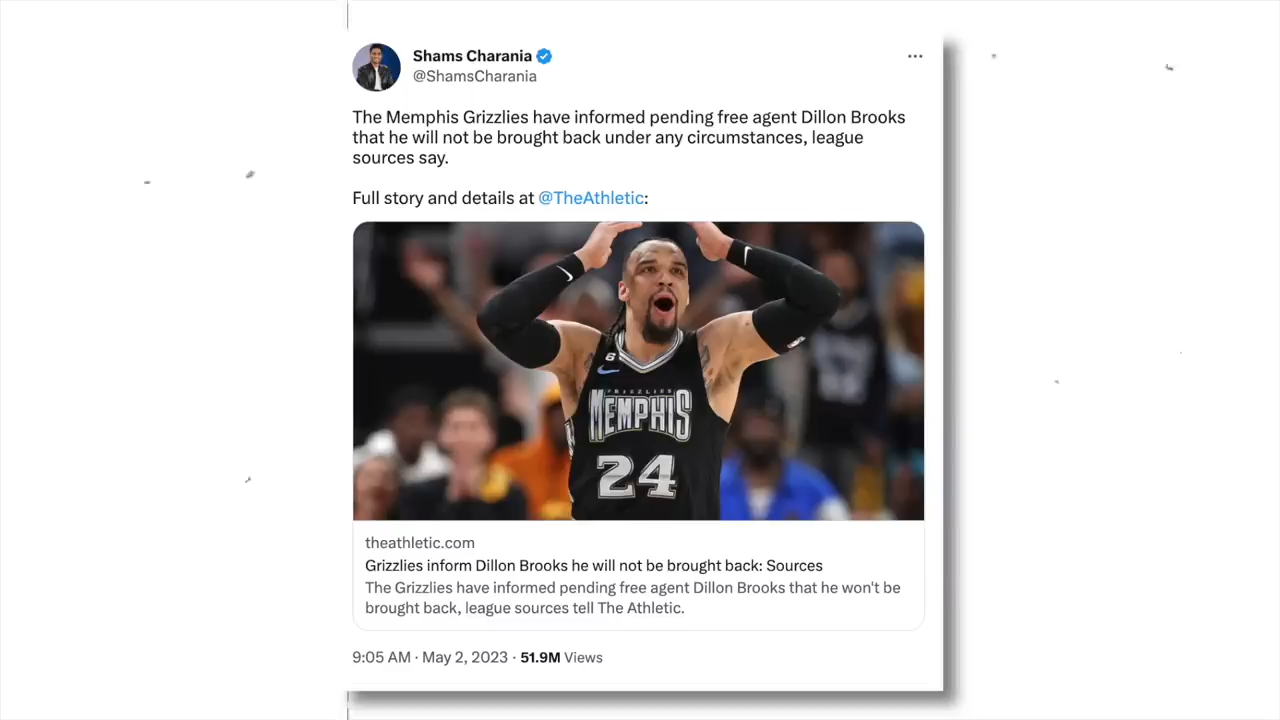 Shams Charania
@ShamsCharania
The Memphis Grizzlies have informed pending free agent Dillon Brooks
that he will not be brought back under any circumstances, league
sources say.
Full story and details at @TheAthletic:
6
GRIZZLIES
MEMPHIS
24
theathletic.com
Grizzlies inform Dillon Brooks he will not be brought back: Sources
The Grizzlies have informed pending free agent Dillon Brooks that he won't be
brought back, league sources tell The Athletic.
9:05 AM · May 2, 2023 · 51.9M Views